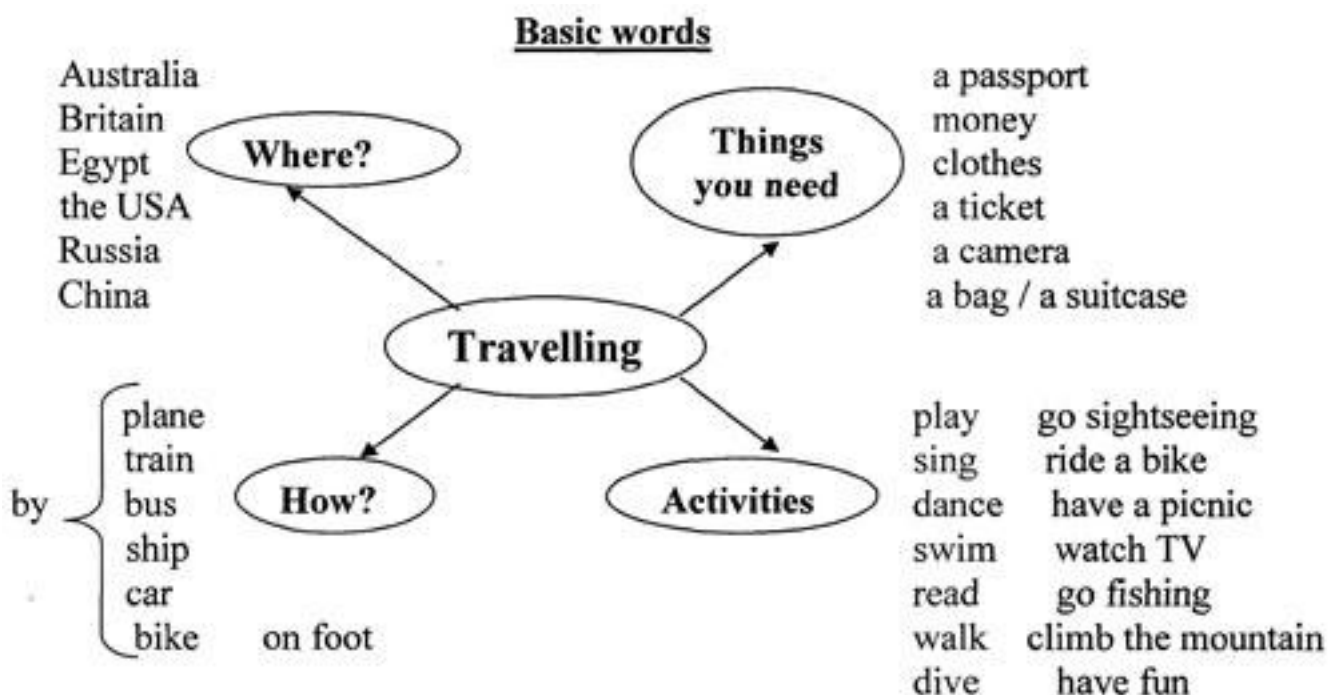 Basic words
Australia
Britain
Egypt
the USA
Russia
China
Where?
Things
you need
a passport
money
clothes
a ticket
a camera
a bag / a suitcase
Travelling
by
plane
train
bus
ship
car
bike on foot
How?
Activities
play go sightseeing
sing ride a bike
dance have a picnic
swim watch TV
read go fishing
walk climb the mountain
dive have fun